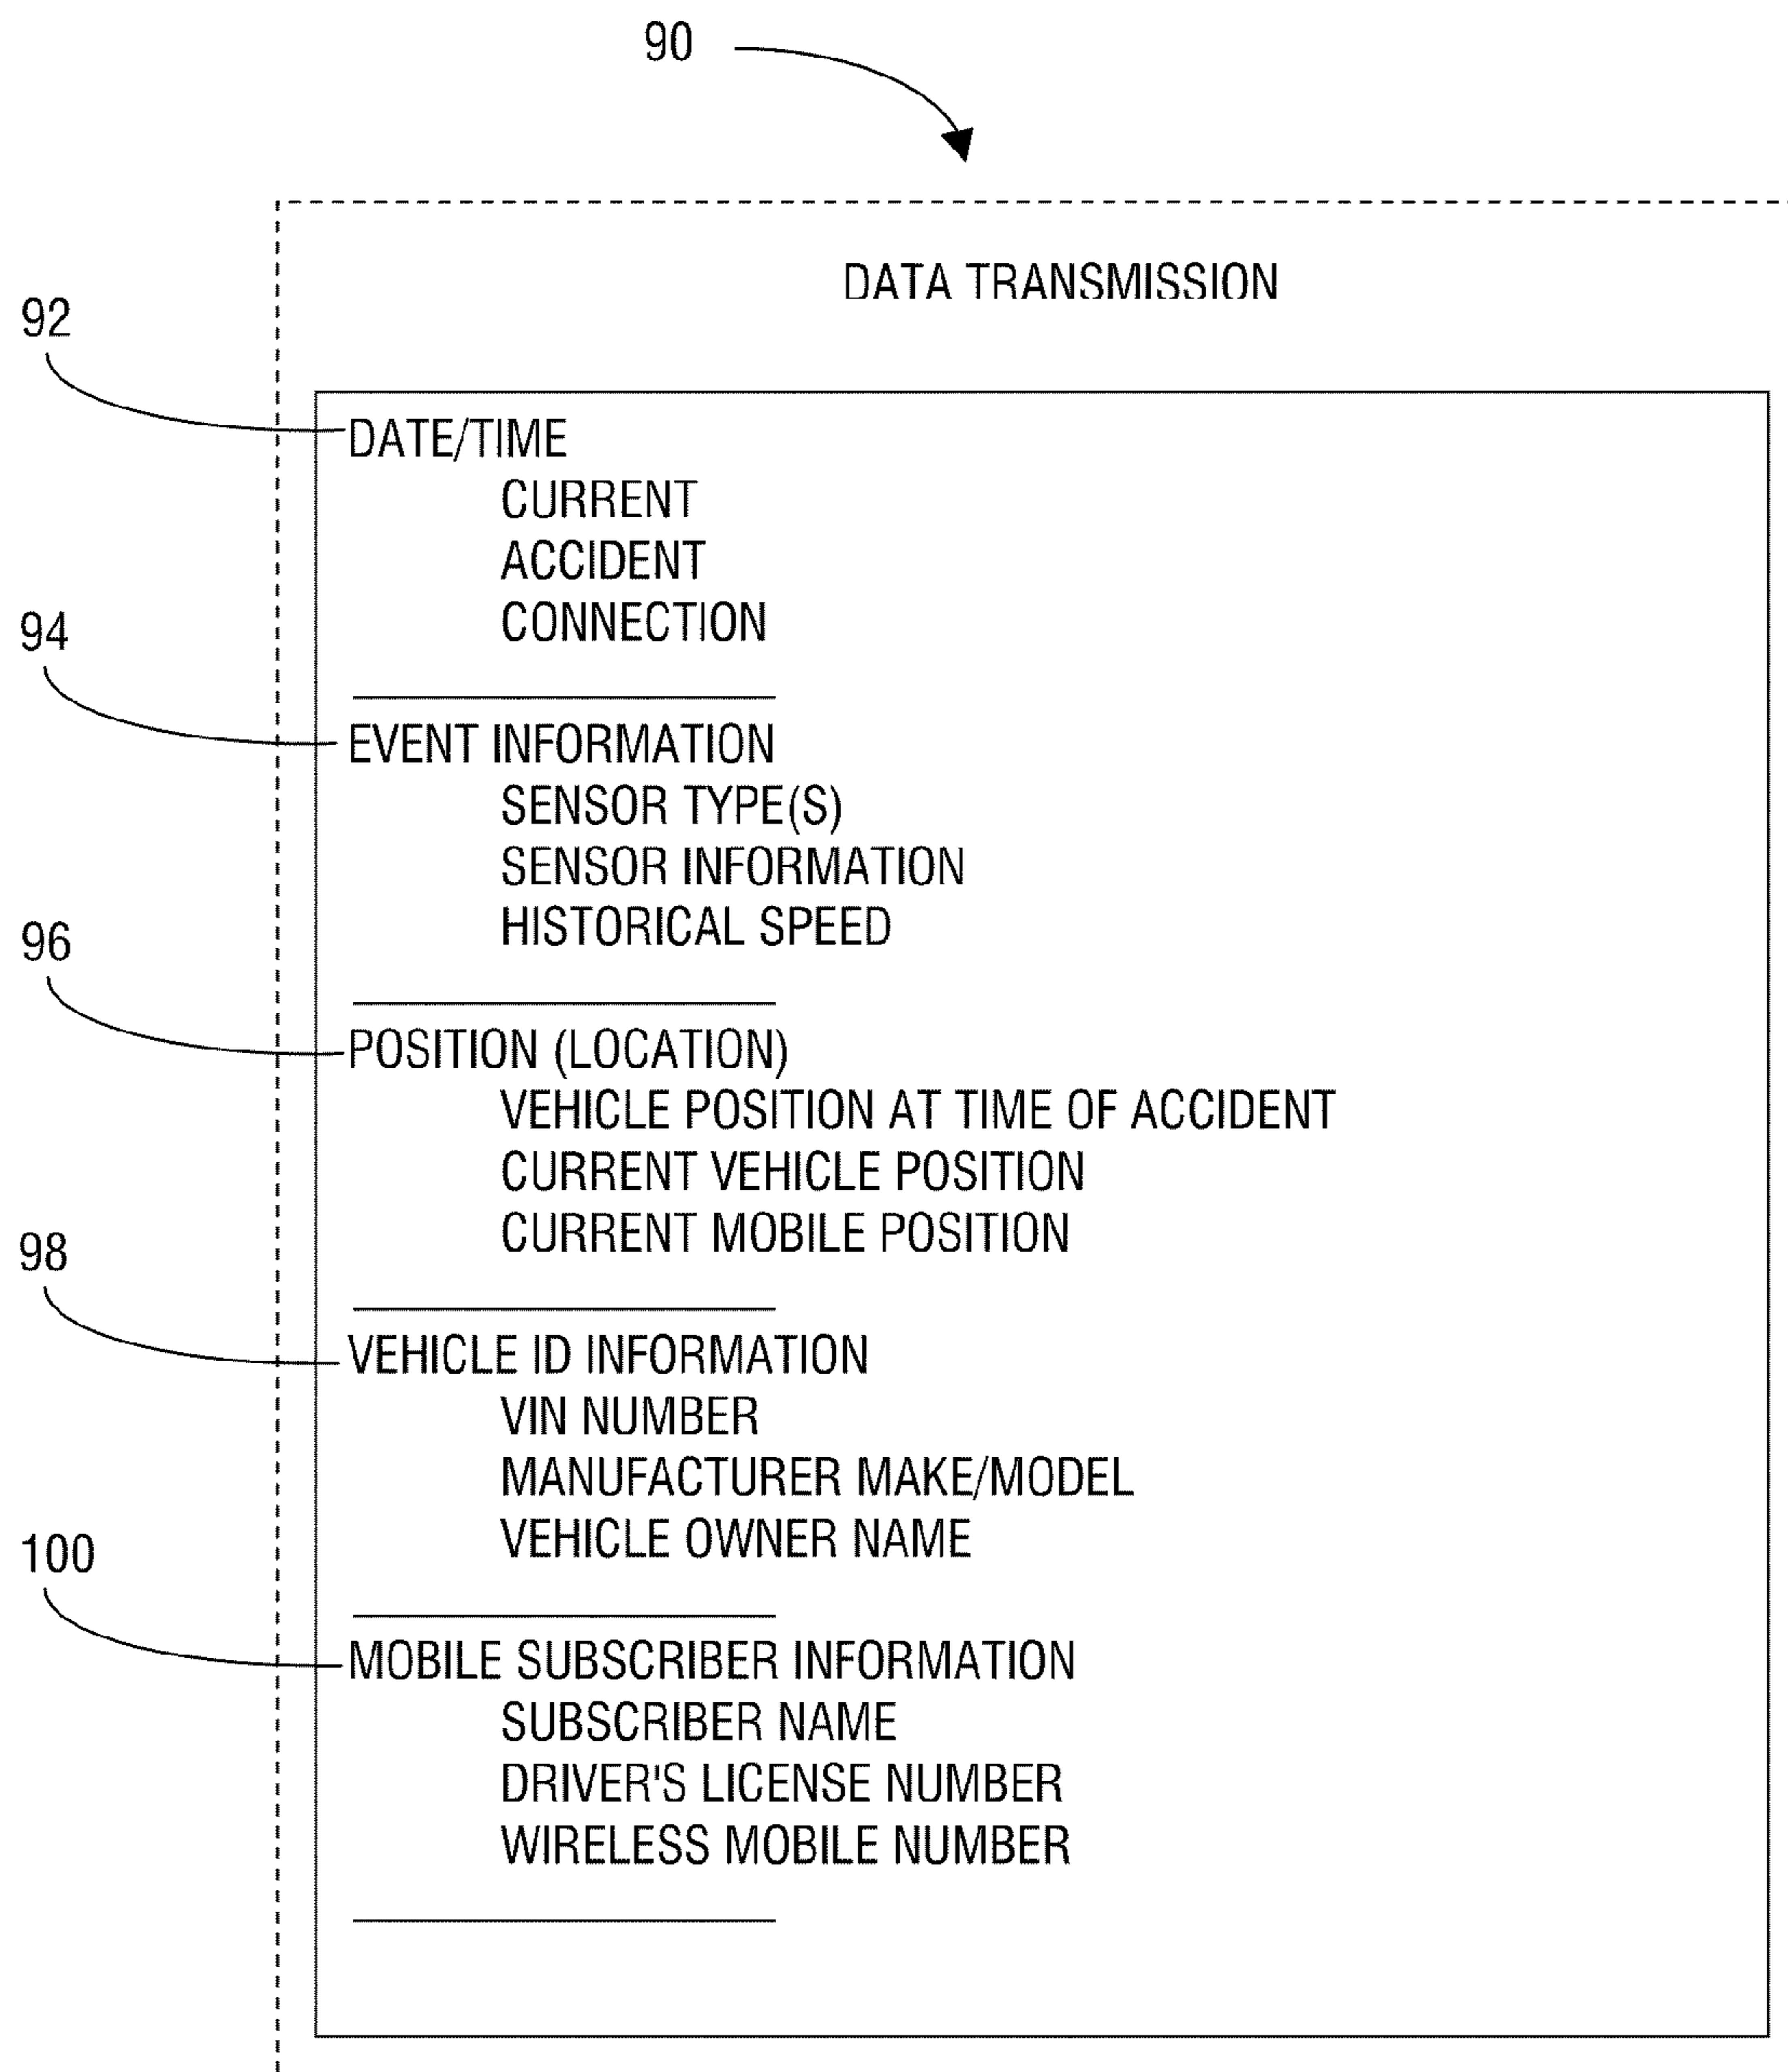 90
DATA TRANSMISSION
92
DATE/TIME
CURRENT
ACCIDENT
CONNECTION
94
EVENT INFORMATION
SENSOR TYPE(S)
SENSOR INFORMATION
HISTORICAL SPEED
96
POSITION (LOCATION)
VEHICLE POSITION AT TIME OF ACCIDENT
CURRENT VEHICLE POSITION
CURRENT MOBILE POSITION
98
VEHICLE ID INFORMATION
VIN NUMBER
MANUFACTURER MAKE/MODEL
VEHICLE OWNER NAME
100
MOBILE SUBSCRIBER INFORMATION
SUBSCRIBER NAME
DRIVER'S LICENSE NUMBER
WIRELESS MOBILE NUMBER